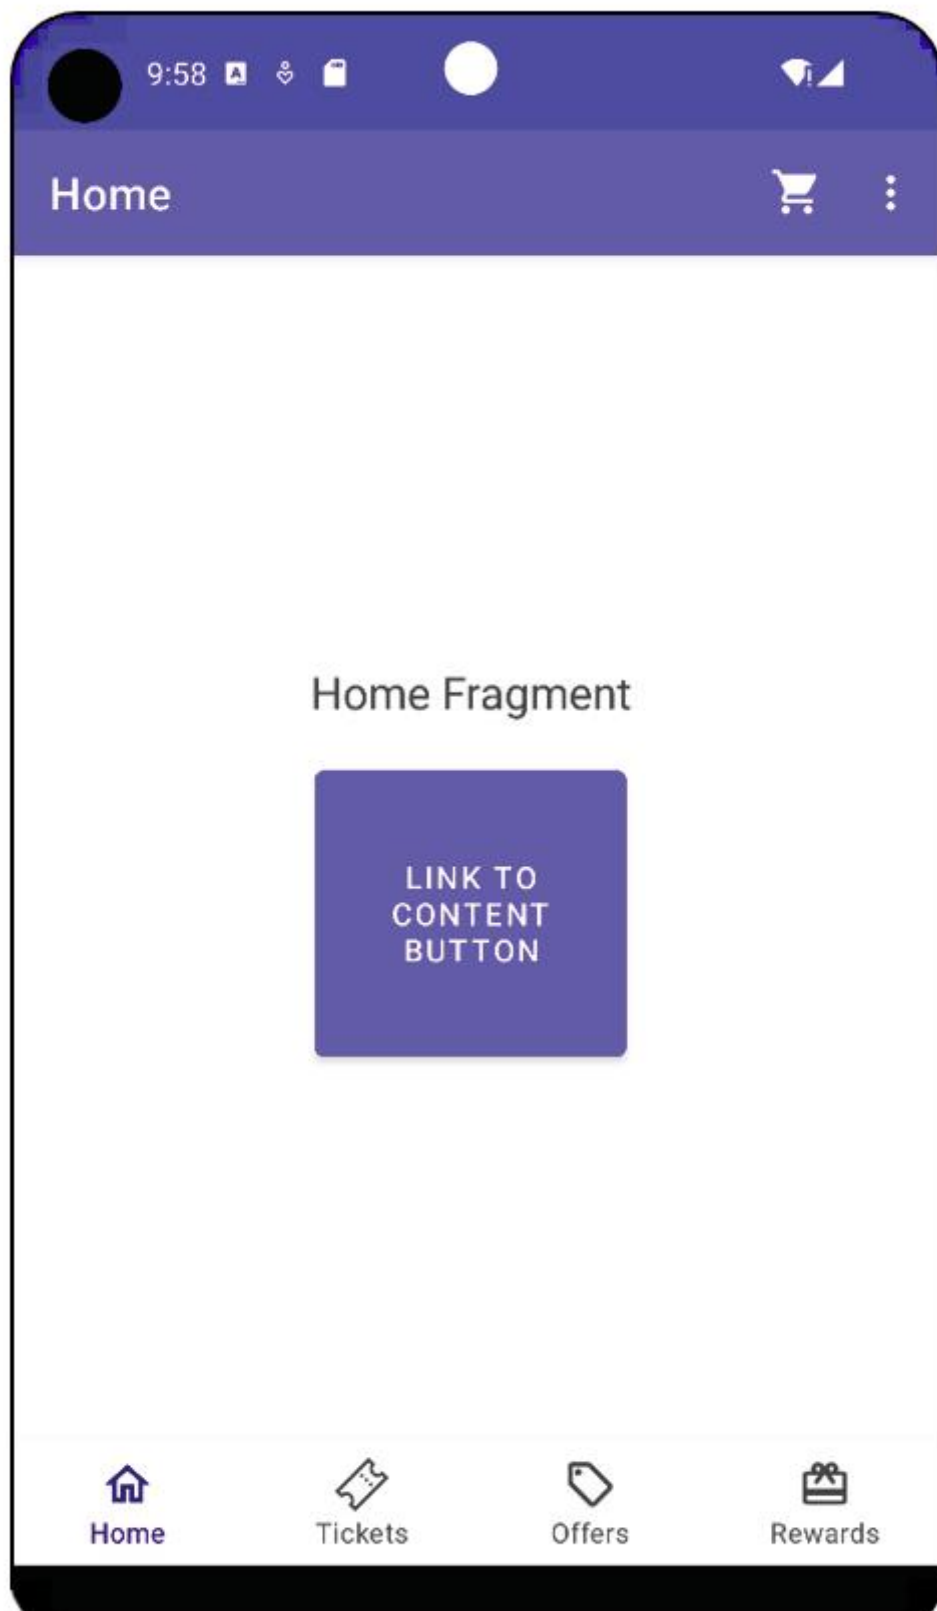 9:58 A
Home
Home Fragment
LINK TO
CONTENT
BUTTON
Home Tickets Offers Rewards